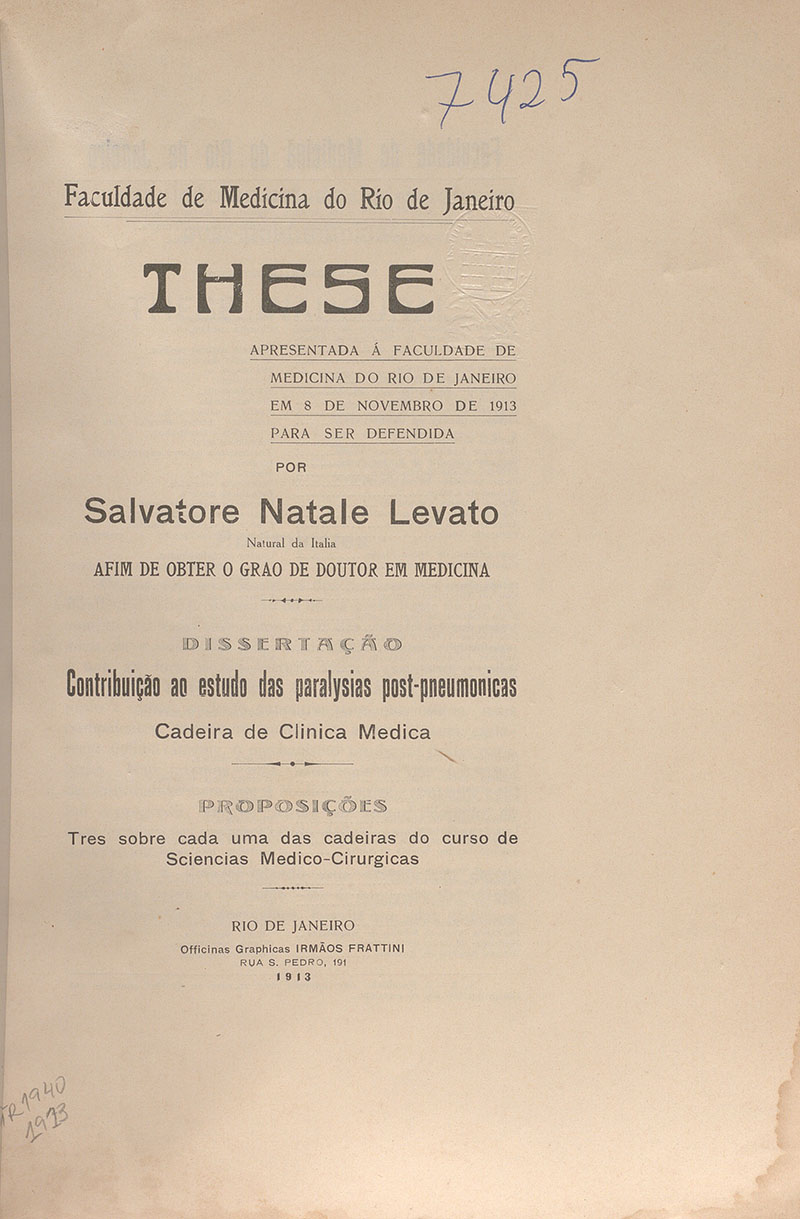 7425
Faculdade de Medicina do Rio de Janeiro
THESE
APRESENTADA Á FACULDADE DE
MEDICINA DO RIO DE JANEIRO
EM 8 DE NOVEMBRO DE 1913
PARA SER DEFENDIDA
POR
Salvatore Natale Levato
Natural da Italia
AFIM DE OBTER O GRAO DE DOUTOR EM MEDICINA
DISSERTAÇÃO
Contribuição ao estudo das paralysias post-pneumonicas
Cadeira de Clinica Medica
PROPOSIÇÕES
Tres sobre cada uma das cadeiras do curso de
Sciencias Medico-Cirurgicas
RIO DE JANEIRO
Officinas Graphicas IRMÃOS FRATTINI
RUA S. PEDRO, 191
1913
TR1940
1913